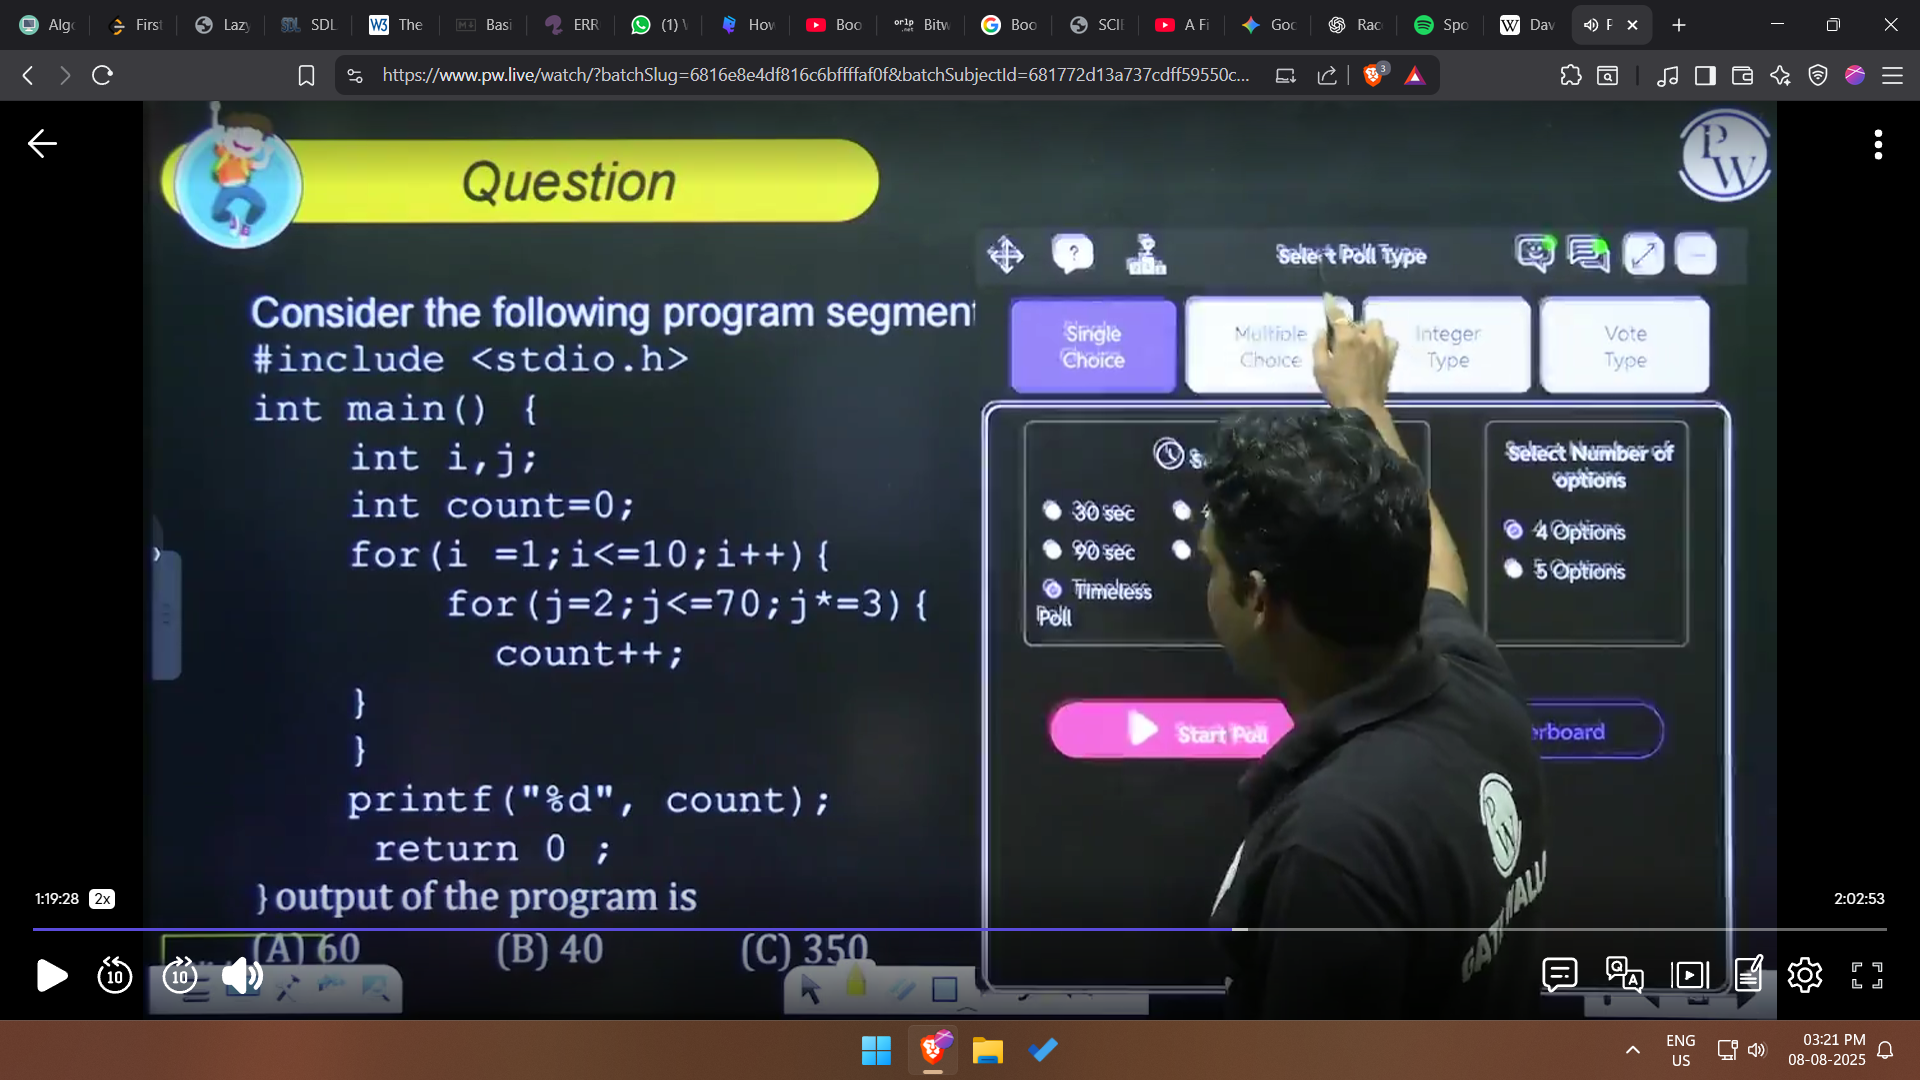 Algo
First
Lazy
SDL
The
Basi
ERR
(1)
How
Boo
Bitw
Boo
SCIE
A Fi
Goo
Rac
Spo
Dav
F
https://www.pw.live/watch/?batchSlug=6816e8e4df816c6bffffaf0f&batchSubjectId=681772d13a737cdff59550c...
3
Question
PW
Select Poll Type
Single Choice
Multiple Choice
Integer Type
Vote Type
Consider the following program segment
#include <stdio.h>
int main() {
int i,j;
int count=0;
for(i =1;i<=10;i++){
for(j=2;j<=70;j*=3){
count++;
}
}
printf("%d", count);
return 0 ;
} output of the program is
(A) 60 (B) 40 (C) 350
30 sec
90 sec
Timeless Poll
Select Number of options
4 Options
5 Options
Start Poll
erboard
PW
1:19:28 2x
2:02:53
10
10
ENG
US
03:21 PM
08-08-2025